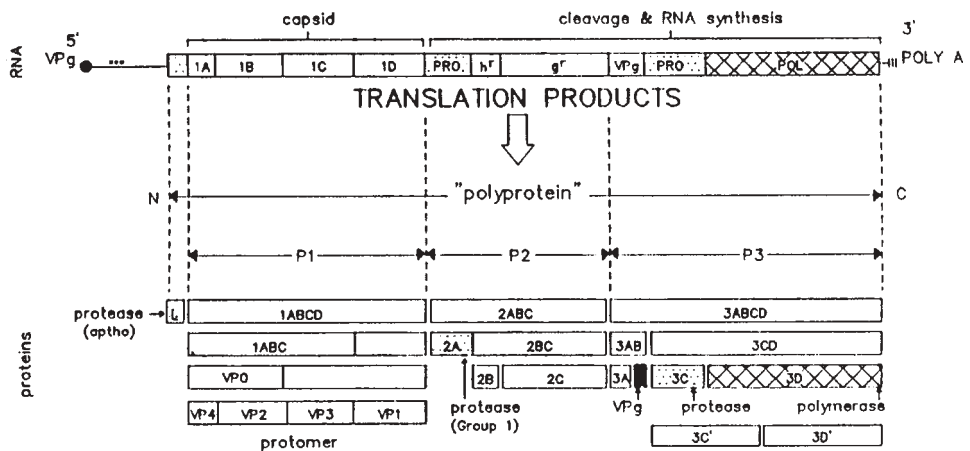 capsid cleavage & RNA synthesis
5' 3'
RNA VPg ... 1A 1B 1C 1D PRO hʳ gʳ VPg PRO POL POLY A
TRANSLATION PRODUCTS
N "polyprotein" C
P1 P2 P3
protease (aptho) L 1ABCD 2ABC 3ABCD
proteins
1ABC 2A 2BC 3AB 3CD
VP0 2B 2C 3A 3C 3D
VP4 VP2 VP3 VP1 protease (Group 1) VPg protease polymerase
protomer 3C' 3D'